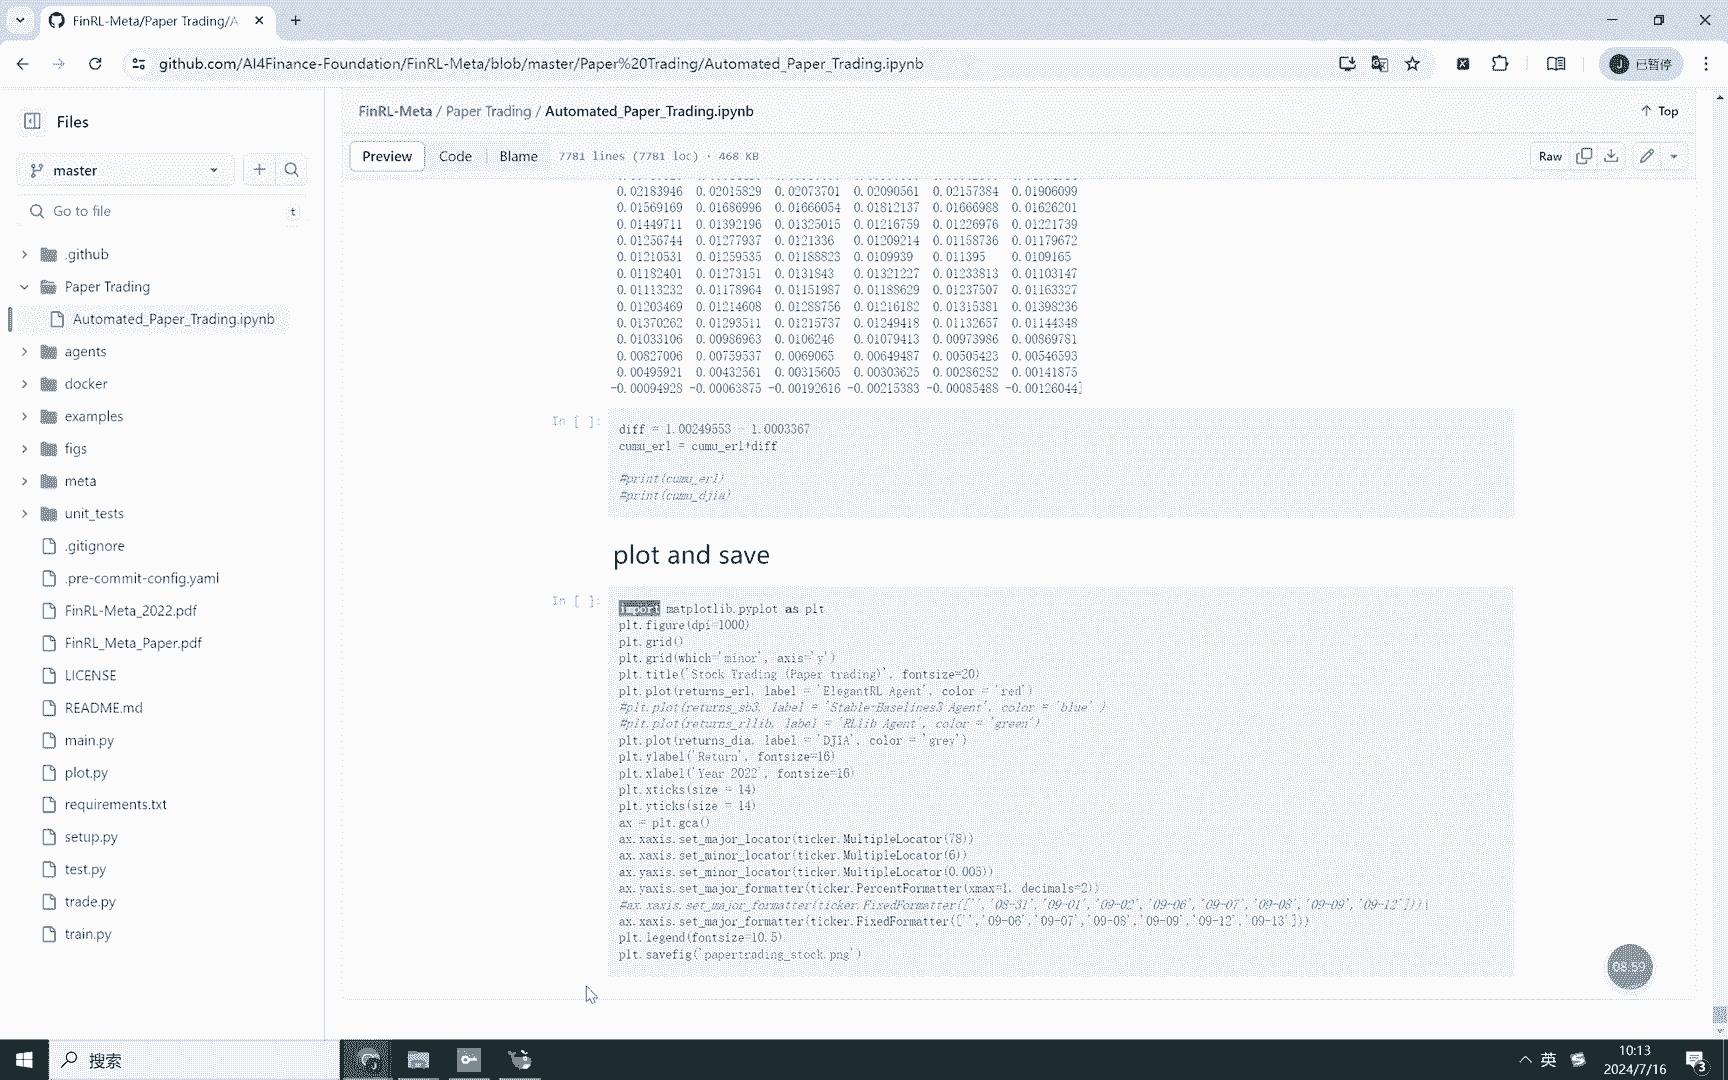 FinRL-Meta/Paper Trading/A
github.com/AI4Finance-Foundation/FinRL-Meta/blob/master/Paper%20Trading/Automated_Paper_Trading.ipynb
J 已暂停
Files
FinRL-Meta / Paper Trading / Automated_Paper_Trading.ipynb
Top
master
Preview Code Blame 7781 lines (7781 loc) · 468 KB
Raw
Go to file t
.github
Paper Trading
Automated_Paper_Trading.ipynb
agents
docker
examples
figs
meta
unit_tests
.gitignore
.pre-commit-config.yaml
FinRL-Meta_2022.pdf
FinRL_Meta_Paper.pdf
LICENSE
README.md
main.py
plot.py
requirements.txt
setup.py
test.py
trade.py
train.py
0.02183946 0.02015829 0.02073701 0.02090561 0.02157384 0.01906099
0.01569169 0.01686996 0.01666054 0.01812137 0.01666988 0.01626201
0.01449711 0.01392196 0.01325015 0.01216759 0.01226976 0.01221739
0.01256744 0.01277937 0.0121336 0.01209214 0.01158736 0.01179672
0.01210531 0.01259535 0.01188823 0.0109939 0.011395 0.0109165
0.01182401 0.01273151 0.0131843 0.01321227 0.01233813 0.01103147
0.01113232 0.01178964 0.01151987 0.01188629 0.01237507 0.01163327
0.01203469 0.01214608 0.01288756 0.01216182 0.01315381 0.01398236
0.01370262 0.01293511 0.01215737 0.01249418 0.01132657 0.01144348
0.01033106 0.00986963 0.0106246 0.01079413 0.00973986 0.00869781
0.00827006 0.00759537 0.0069065 0.00649487 0.00505423 0.00546593
0.00495921 0.00432561 0.00315605 0.00303625 0.00286252 0.00141875
-0.00094928 -0.00063875 -0.00192616 -0.00215383 -0.00085488 -0.00126044]
In [ ]:
diff = 1.00249553 - 1.0003367
cumu_erl = cumu_erl+diff
#print(cumu_erl)
#print(cumu_djia)
plot and save
In [ ]:
import matplotlib.pyplot as plt
plt.figure(dpi=1000)
plt.grid()
plt.grid(which='minor', axis='y')
plt.title('Stock Trading (Paper trading)', fontsize=20)
plt.plot(returns_erl, label = 'ElegantRL Agent', color = 'red')
#plt.plot(returns_sb3, label = 'Stable-Baselines3 Agent', color = 'blue' )
#plt.plot(returns_rllib, label = 'RLlib Agent', color = 'green')
plt.plot(returns_dia, label = 'DJIA', color = 'grey')
plt.ylabel('Return', fontsize=16)
plt.xlabel('Year 2022', fontsize=16)
plt.xticks(size = 14)
plt.yticks(size = 14)
ax = plt.gca()
ax.xaxis.set_major_locator(ticker.MultipleLocator(78))
ax.xaxis.set_minor_locator(ticker.MultipleLocator(6))
ax.yaxis.set_minor_locator(ticker.MultipleLocator(0.005))
ax.yaxis.set_major_formatter(ticker.PercentFormatter(xmax=1, decimals=2))
#ax.xaxis.set_major_formatter(ticker.FixedFormatter(['','08-31','09-01','09-02','09-06','09-07','09-08','09-09','09-12']))
ax.xaxis.set_major_formatter(ticker.FixedFormatter(['','09-06','09-07','09-08','09-09','09-12','09-13']))
plt.legend(fontsize=10.5)
plt.savefig('papertrading_stock.png')
08:59
搜索
英
10:13
2024/7/16
3